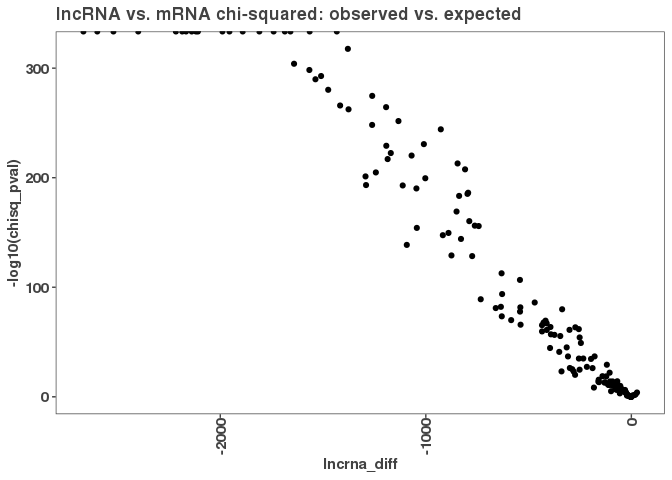 lncRNA vs. mRNA chi-squared: observed vs. expected
300
200
100
0
-log10(chisq_pval)
-2000
-1000
0
lncrna_diff